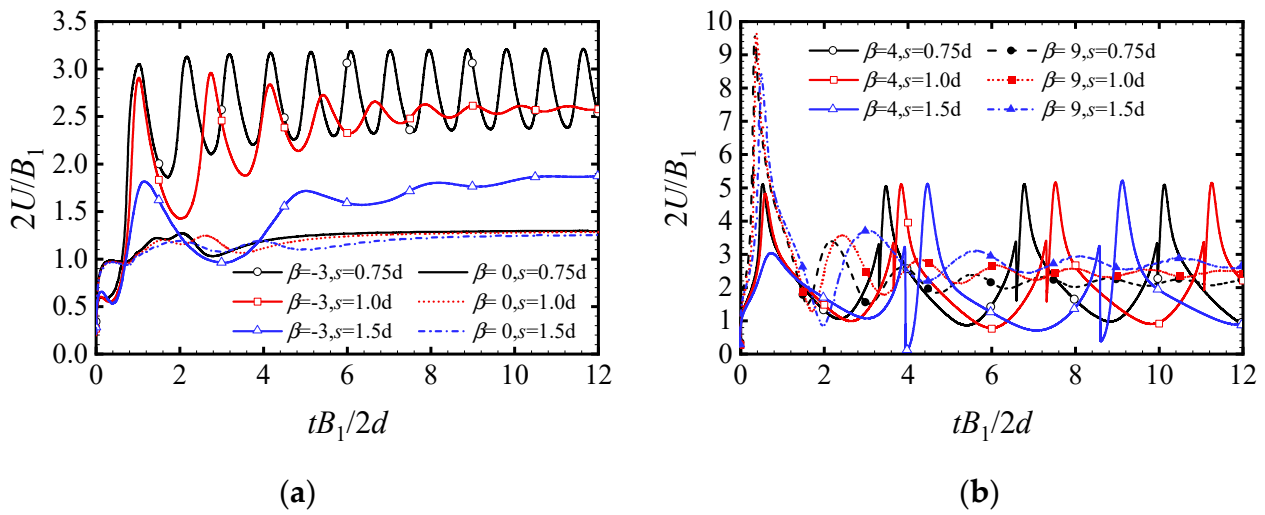 3.5
3.0
2.5
2.0
1.5
1.0
0.5
0.0
2U/B₁
β=-3,s=0.75d
β=-3,s=1.0d
β=-3,s=1.5d
β= 0,s=0.75d
β= 0,s=1.0d
β= 0,s=1.5d
0 2 4 6 8 10 12
tB₁/2d
(a)
10
9
8
7
6
5
4
3
2
1
0
2U/B₁
β=4,s=0.75d
β=4,s=1.0d
β=4,s=1.5d
β= 9,s=0.75d
β= 9,s=1.0d
β= 9,s=1.5d
0 2 4 6 8 10 12
tB₁/2d
(b)